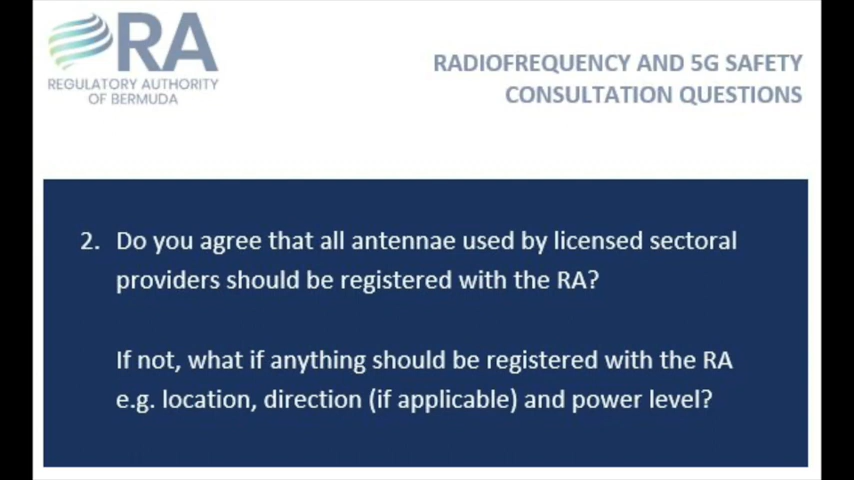 RA
REGULATORY AUTHORITY
OF BERMUDA
RADIOFREQUENCY AND 5G SAFETY
CONSULTATION QUESTIONS
2. Do you agree that all antennae used by licensed sectoral
providers should be registered with the RA?
If not, what if anything should be registered with the RA
e.g. location, direction (if applicable) and power level?